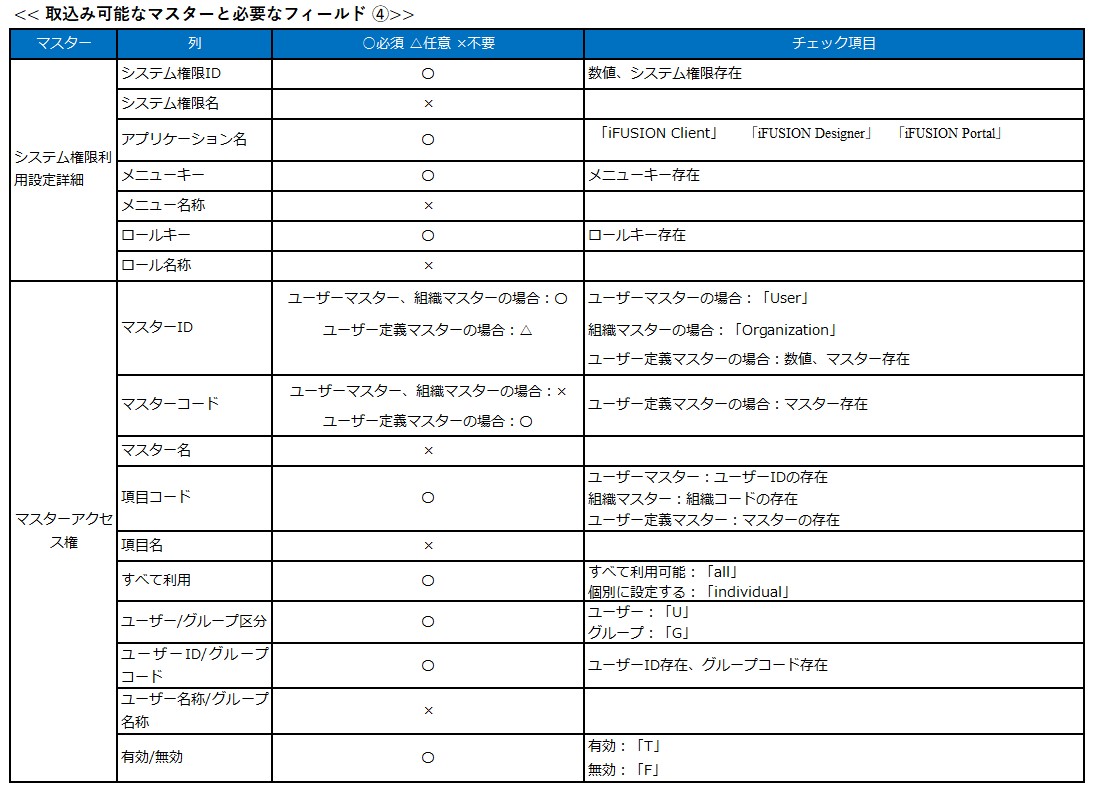 << 取込み可能なマスターと必要なフィールド ④>>
マスター 列 ○必須 △任意 ×不要 チェック項目
システム権限利
用設定詳細
システム権限ID ○ 数値、システム権限存在
システム権限名 ×
アプリケーション名 ○ 「iFUSION Client」 「iFUSION Designer」 「iFUSION Portal」
メニューキー ○ メニューキー存在
メニュー名称 ×
ロールキー ○ ロールキー存在
ロール名称 ×
マスターアクセ
ス権
マスターID
ユーザーマスター、組織マスターの場合：○
ユーザー定義マスターの場合：△
ユーザーマスターの場合：「User」
組織マスターの場合：「Organization」
ユーザー定義マスターの場合：数値、マスター存在
マスターコード
ユーザーマスター、組織マスターの場合：×
ユーザー定義マスターの場合：○
ユーザー定義マスターの場合：マスター存在
マスター名 ×
項目コード ○
ユーザーマスター：ユーザーIDの存在
組織マスター：組織コードの存在
ユーザー定義マスター：マスターの存在
項目名 ×
すべて利用 ○
すべて利用可能：「all」
個別に設定する：「individual」
ユーザー/グループ区分 ○
ユーザー：「U」
グループ：「G」
ユーザーID/グループ
コード
○ ユーザーID存在、グループコード存在
ユーザー名称/グループ
名称
×
有効/無効 ○
有効：「T」
無効：「F」